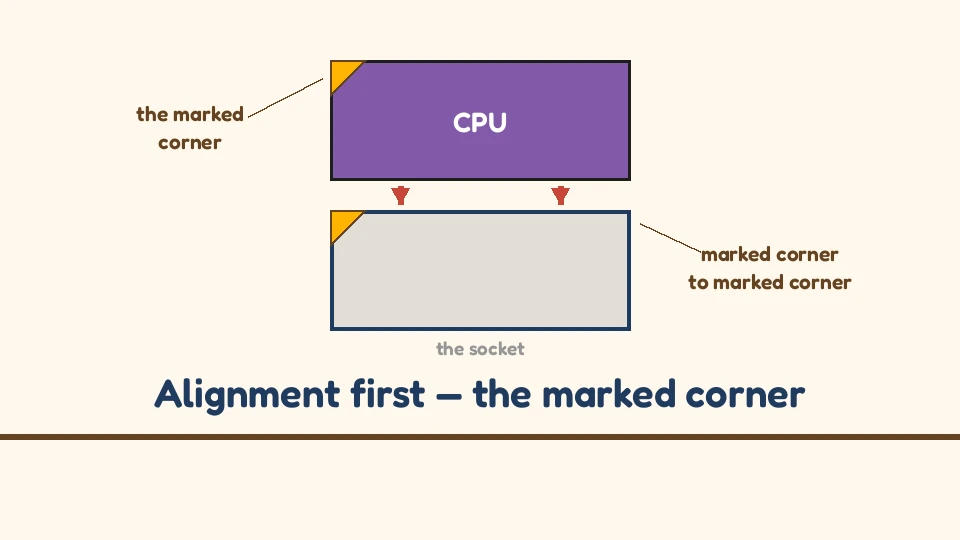 the marked
corner
CPU
marked corner
to marked corner
the socket
Alignment first — the marked corner